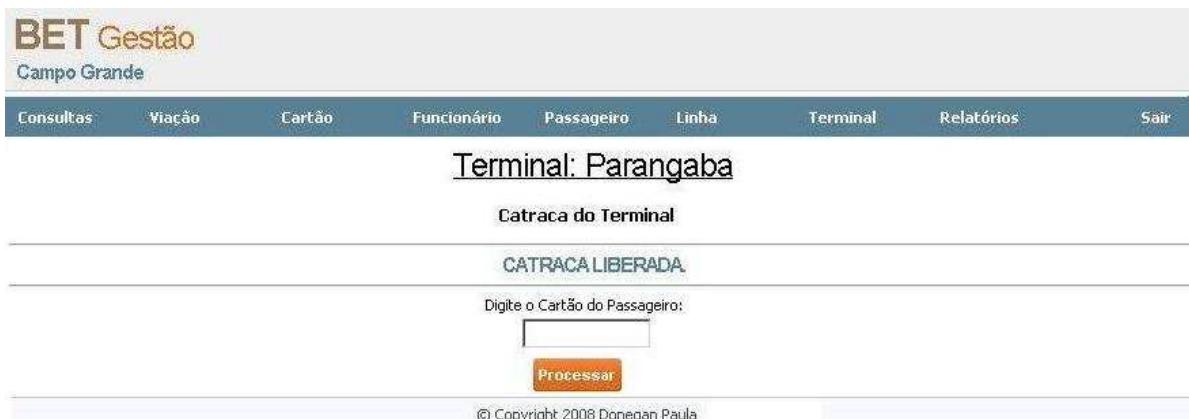 BET Gestão
Campo Grande
Consultas Viação Cartão Funcionário Passageiro Linha Terminal Relatórios Sair
Terminal: Parangaba
Catraca do Terminal
CATRACA LIBERADA.
Digite o Cartão do Passageiro:
Processar
© Copyright 2008 Donegan Paula